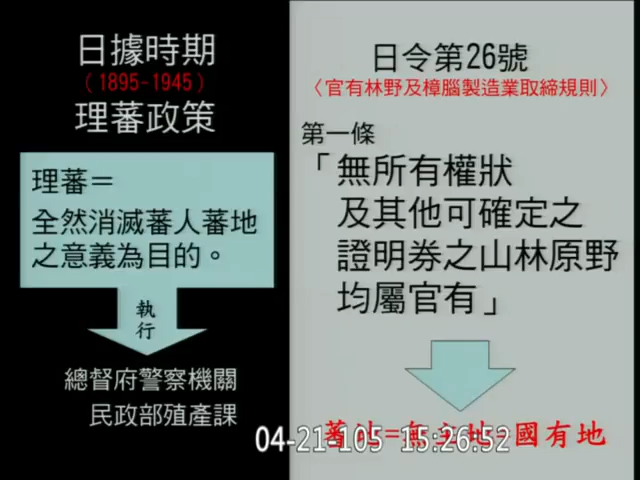 日據時期
（1895-1945）
理蕃政策
理蕃＝
全然消滅蕃人蕃地
之意義為目的。
執
行
總督府警察機關
民政部殖產課
日令第26號
〈官有林野及樟腦製造業取締規則〉
第一條
「無所有權狀
及其他可確定之
證明券之山林原野
均屬官有」
蕃地=無主地=國有地
04-21-105 15:26:52